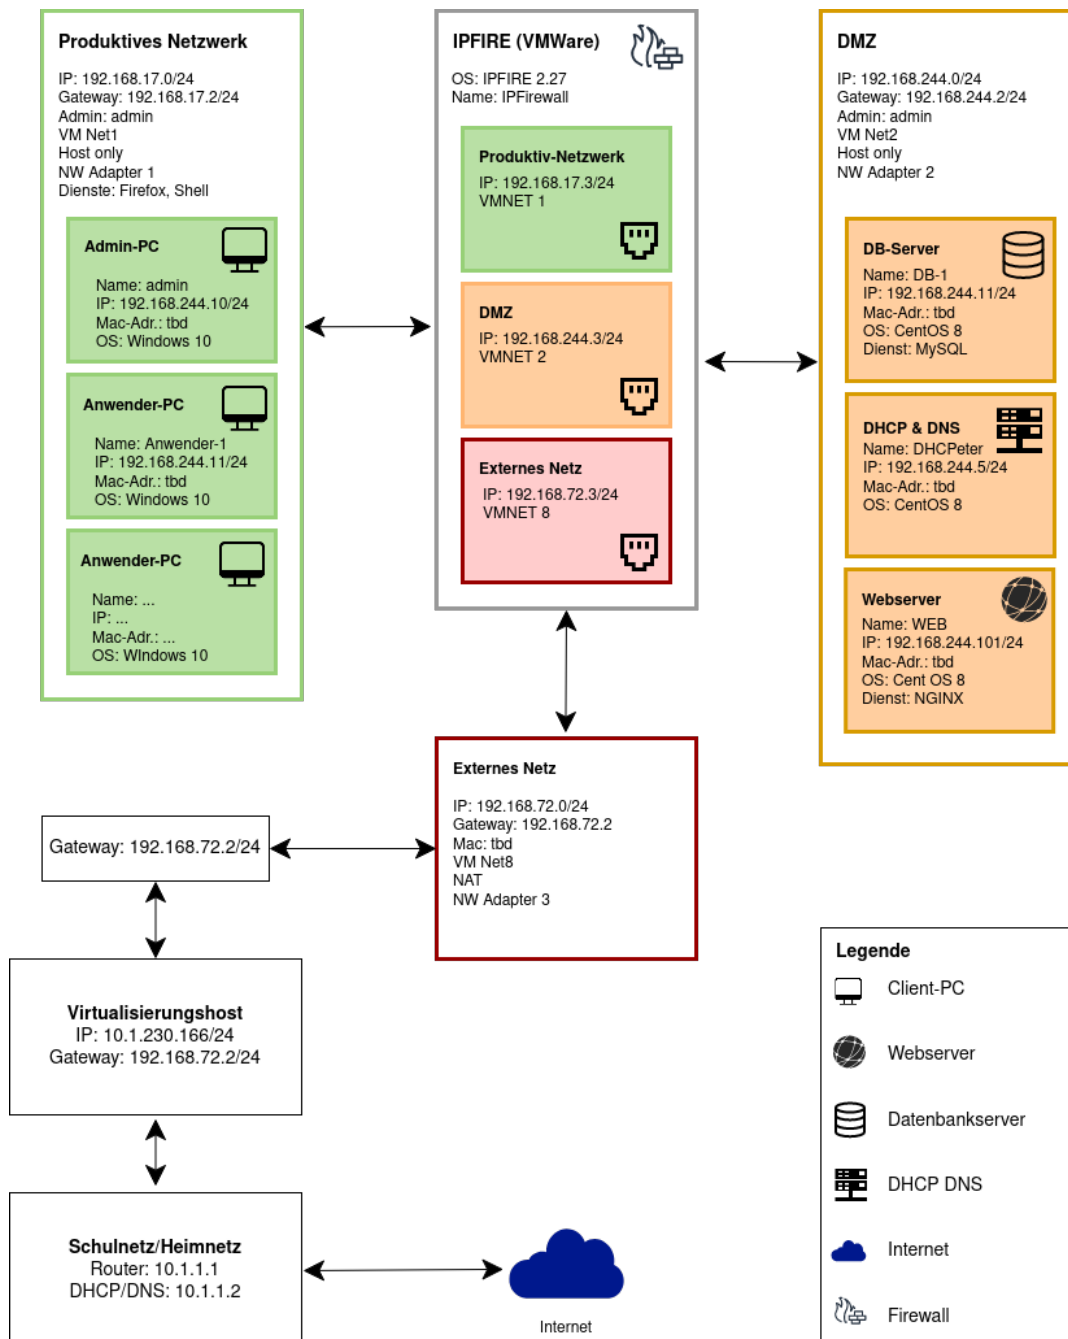 Produktives Netzwerk
IP: 192.168.17.0/24
Gateway: 192.168.17.2/24
Admin: admin
VM Net1
Host only
NW Adapter 1
Dienste: Firefox, Shell
Admin-PC
Name: admin
IP: 192.168.244.10/24
Mac-Adr.: tbd
OS: Windows 10
Anwender-PC
Name: Anwender-1
IP: 192.168.244.11/24
Mac-Adr.: tbd
OS: Windows 10
Anwender-PC
Name: ...
IP: ...
Mac-Adr.: ...
OS: WIndows 10
IPFIRE (VMWare)
OS: IPFIRE 2.27
Name: IPFirewall
Produktiv-Netzwerk
IP: 192.168.17.3/24
VMNET 1
DMZ
IP: 192.168.244.3/24
VMNET 2
Externes Netz
IP: 192.168.72.3/24
VMNET 8
DMZ
IP: 192.168.244.0/24
Gateway: 192.168.244.2/24
Admin: admin
VM Net2
Host only
NW Adapter 2
DB-Server
Name: DB-1
IP: 192.168.244.11/24
Mac-Adr.: tbd
OS: CentOS 8
Dienst: MySQL
DHCP & DNS
Name: DHCPeter
IP: 192.168.244.5/24
Mac-Adr.: tbd
OS: CentOS 8
Webserver
Name: WEB
IP: 192.168.244.101/24
Mac-Adr.: tbd
OS: Cent OS 8
Dienst: NGINX
Externes Netz
IP: 192.168.72.0/24
Gateway: 192.168.72.2
Mac: tbd
VM Net8
NAT
NW Adapter 3
Gateway: 192.168.72.2/24
Virtualisierungshost
IP: 10.1.230.166/24
Gateway: 192.168.72.2/24
Schulnetz/Heimnetz
Router: 10.1.1.1
DHCP/DNS: 10.1.1.2
Internet
Legende
Client-PC
Webserver
Datenbankserver
DHCP DNS
Internet
Firewall